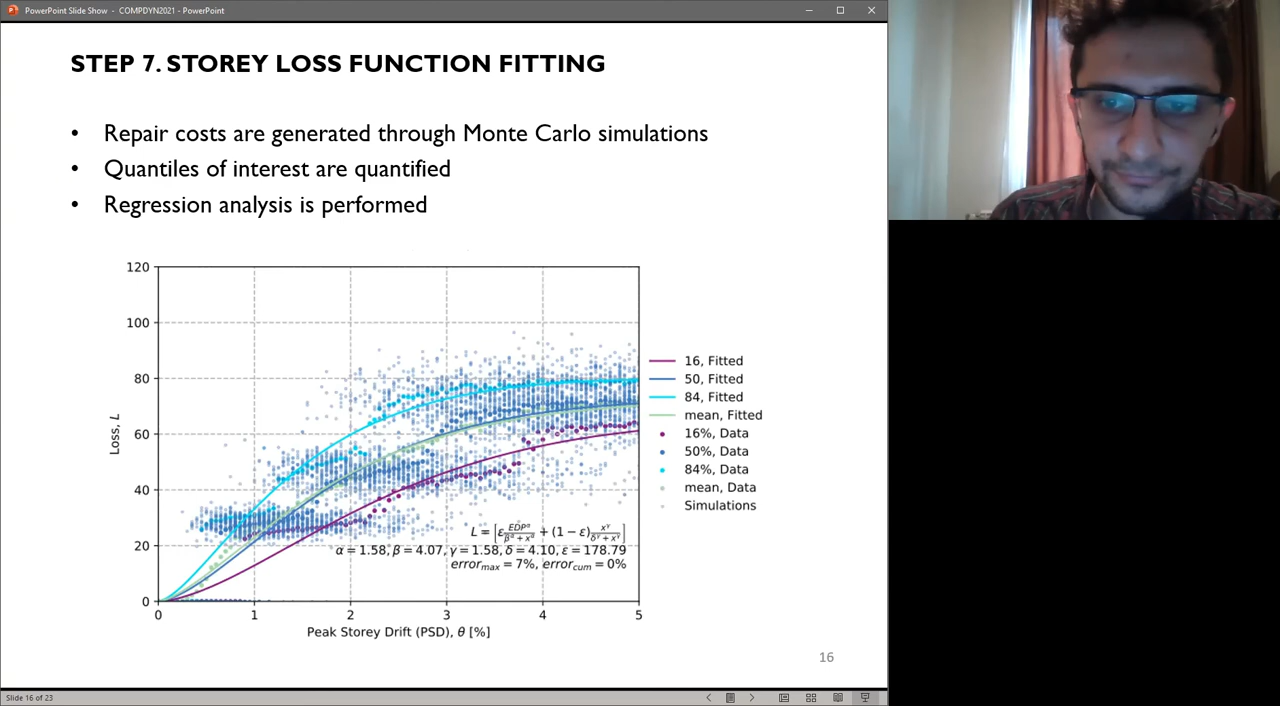 PowerPoint Slide Show - COMPDYN2021 - PowerPoint
STEP 7. STOREY LOSS FUNCTION FITTING
• Repair costs are generated through Monte Carlo simulations
• Quantiles of interest are quantified
• Regression analysis is performed
120
100
80
60
40
20
0
Loss, L
0 1 2 3 4 5
Peak Storey Drift (PSD), θ [%]
L = [ε EDP^α / (β^α + x^α) + (1 − ε) x^γ / (δ^γ + x^γ)]
α = 1.58, β = 4.07, γ = 1.58, δ = 4.10, ε = 178.79
error_max = 7%, error_cum = 0%
16, Fitted
50, Fitted
84, Fitted
mean, Fitted
16%, Data
50%, Data
84%, Data
mean, Data
Simulations
16
Slide 16 of 23